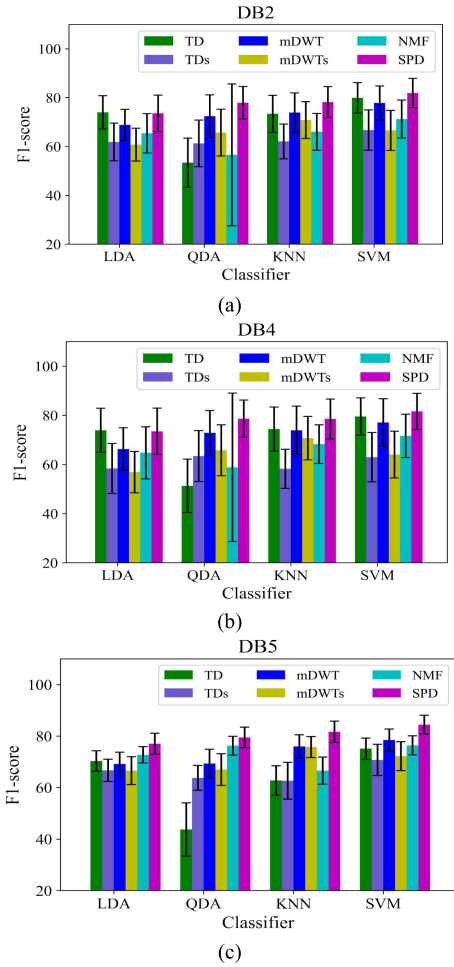 DB2
TD mDWT NMF
TDs mDWTs SPD
100
80
60
40
20
F1-score
LDA QDA KNN SVM
Classifier
(a)
DB4
TD mDWT NMF
TDs mDWTs SPD
100
80
60
40
20
F1-score
LDA QDA KNN SVM
Classifier
(b)
DB5
TD mDWT NMF
TDs mDWTs SPD
100
80
60
40
20
F1-score
LDA QDA KNN SVM
Classifier
(c)